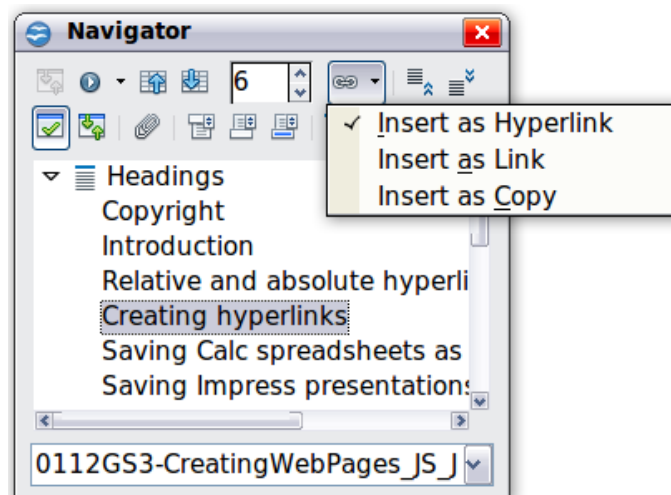 Navigator
6
Insert as Hyperlink
Insert as Link
Insert as Copy
Headings
Copyright
Introduction
Relative and absolute hyperli
Creating hyperlinks
Saving Calc spreadsheets as
Saving Impress presentations
0112GS3-CreatingWebPages_JS_J